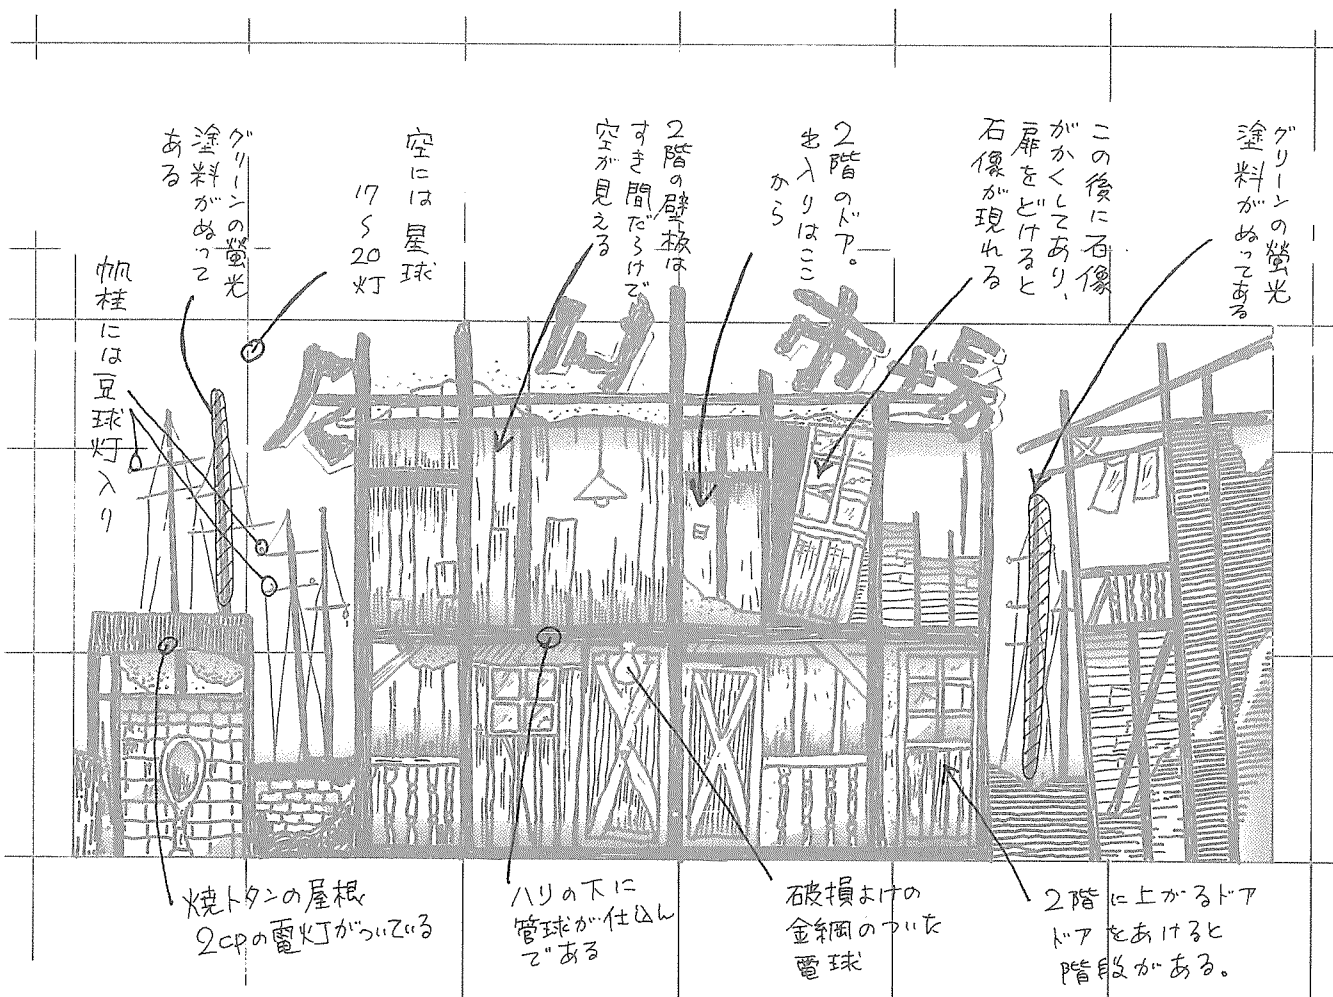 グリーンの螢光
塗料がぬってある
この後に石像
がかくしてあり、
扉をどけると
石像が現れる
2階のドア。
出入りはここ
から
2階の壁板は
すき間だらけで
空が見える
空には星球
17
〜
20
灯
グリーンの螢光
塗料がぬって
ある
帆柱には豆球灯入り
市場
焼トタンの屋根
2cpの電灯がついている
ハリの下に
管球が仕込ん
である
破損よけの
金網のついた
電球
2階に上がるドア
ドアをあけると
階段がある。